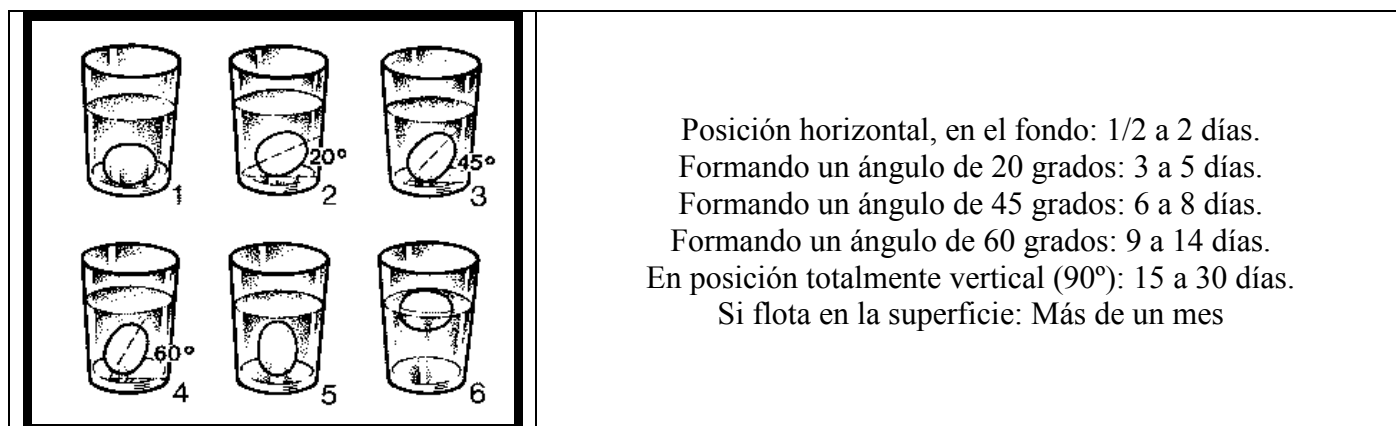 20º
45º
1
2
3
60º
4
5
6
Posición horizontal, en el fondo: 1/2 a 2 días.
Formando un ángulo de 20 grados: 3 a 5 días.
Formando un ángulo de 45 grados: 6 a 8 días.
Formando un ángulo de 60 grados: 9 a 14 días.
En posición totalmente vertical (90º): 15 a 30 días.
Si flota en la superficie: Más de un mes